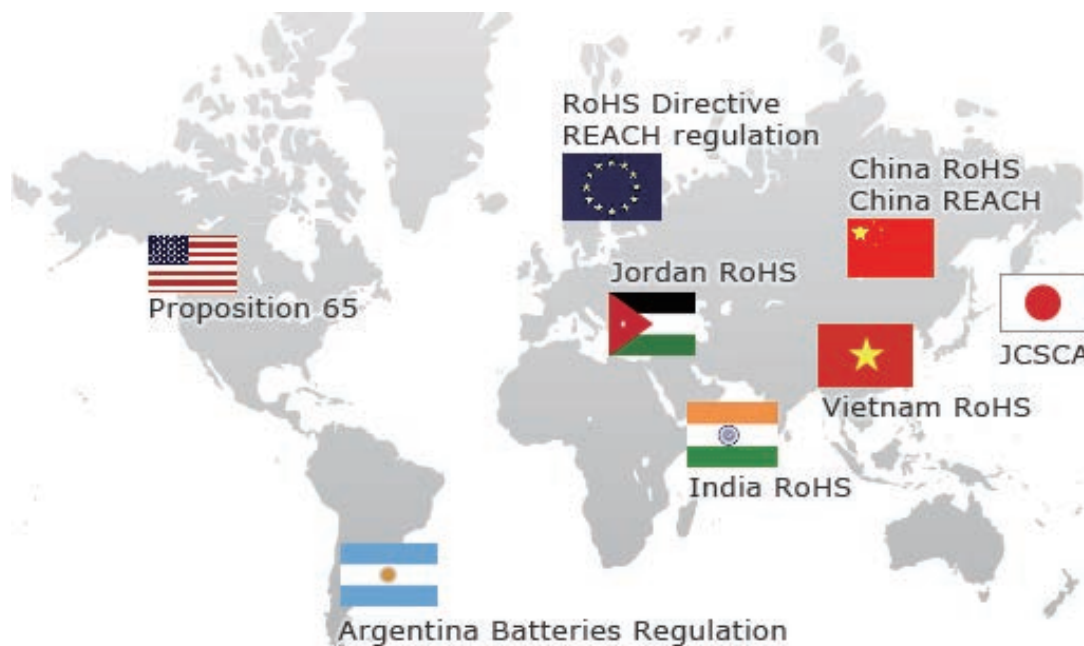 RoHS Directive
REACH regulation
China RoHS
China REACH
Jordan RoHS
Proposition 65
JCSCA
Vietnam RoHS
India RoHS
Argentina Batteries Regulation